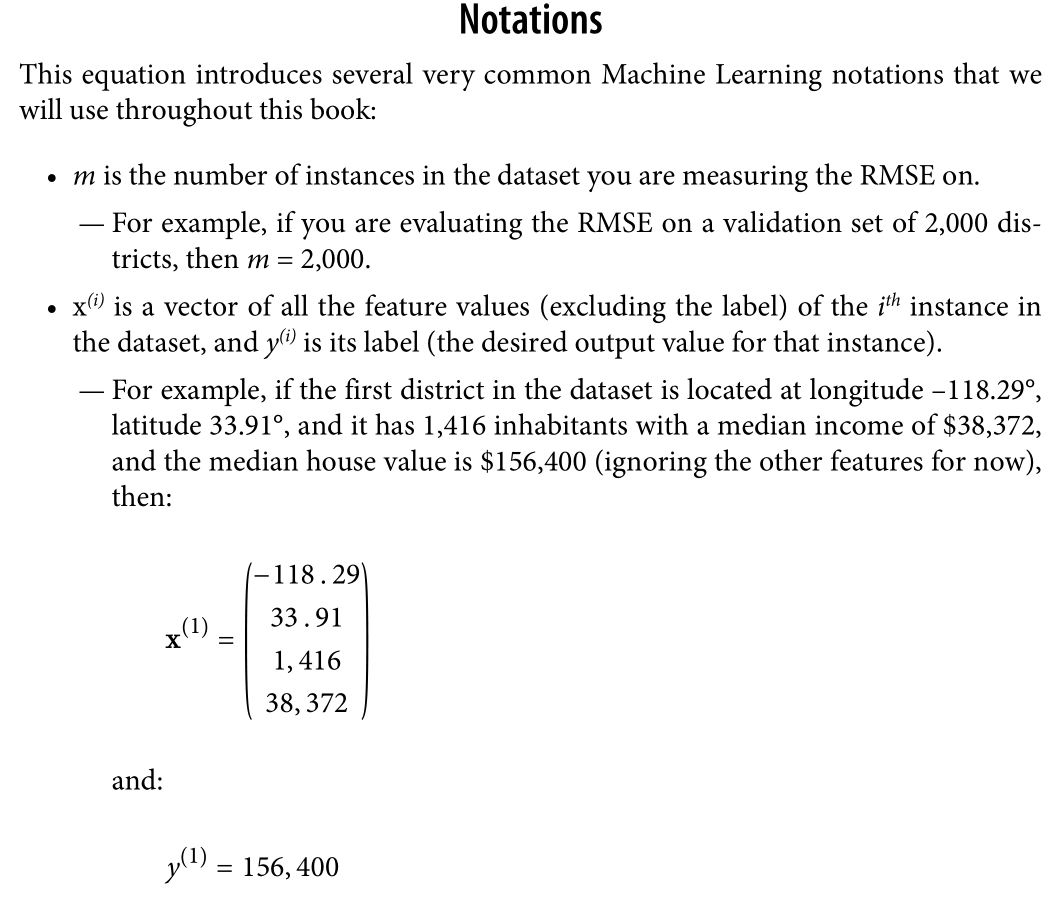 Notations
This equation introduces several very common Machine Learning notations that we
will use throughout this book:
• m is the number of instances in the dataset you are measuring the RMSE on.
— For example, if you are evaluating the RMSE on a validation set of 2,000 dis-
tricts, then m = 2,000.
• x⁽ⁱ⁾ is a vector of all the feature values (excluding the label) of the iᵗʰ instance in
the dataset, and y⁽ⁱ⁾ is its label (the desired output value for that instance).
— For example, if the first district in the dataset is located at longitude –118.29°,
latitude 33.91°, and it has 1,416 inhabitants with a median income of $38,372,
and the median house value is $156,400 (ignoring the other features for now),
then:
x⁽¹⁾ =
−118 . 29
33 . 91
1, 416
38, 372
and:
y⁽¹⁾ = 156, 400